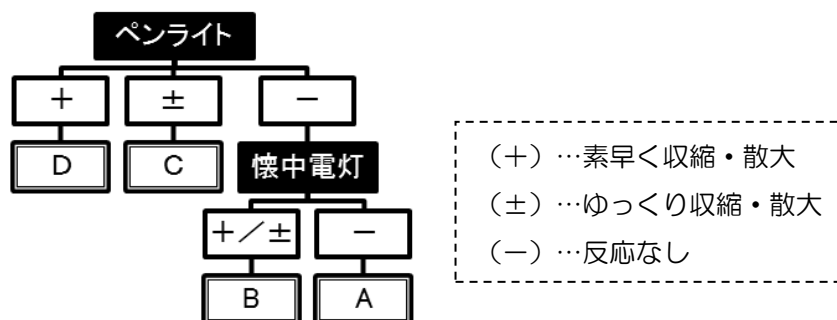 ペンライト
+ ± −
D C 懐中電灯
+/± −
B A
(+)…素早く収縮・散大
(±)…ゆっくり収縮・散大
(−)…反応なし